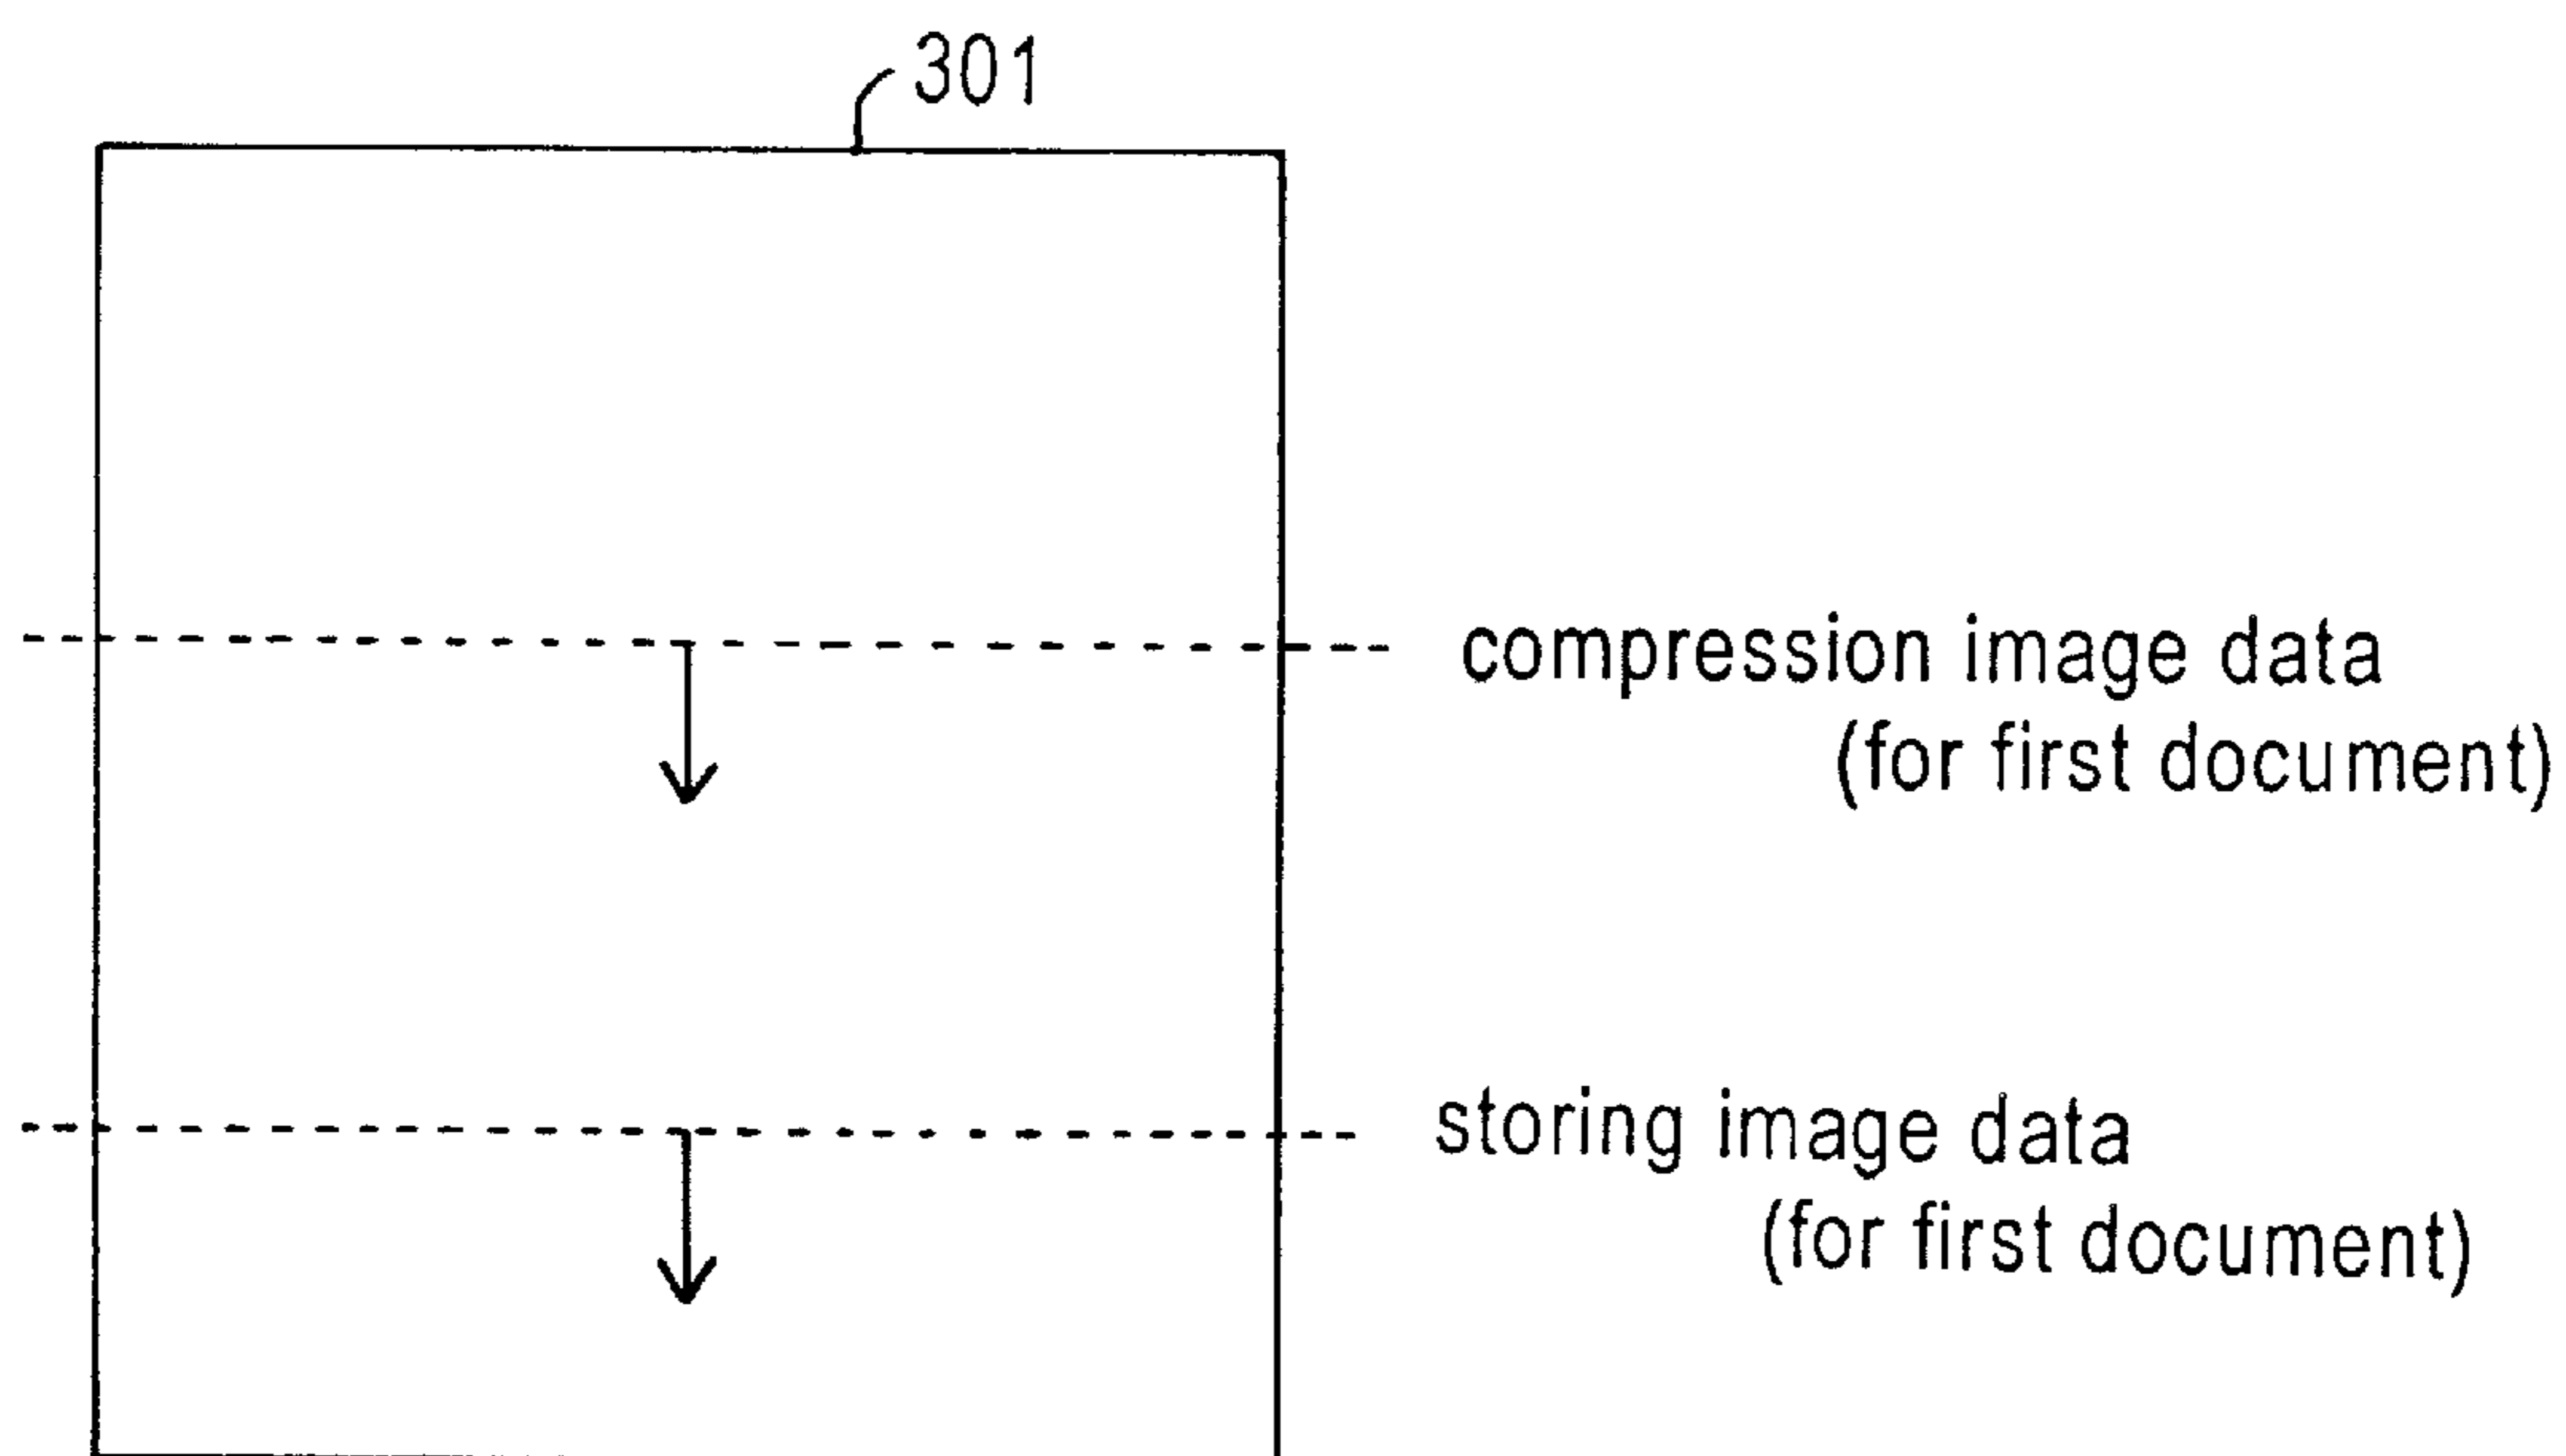 301
compression image data
(for first document)
storing image data
(for first document)